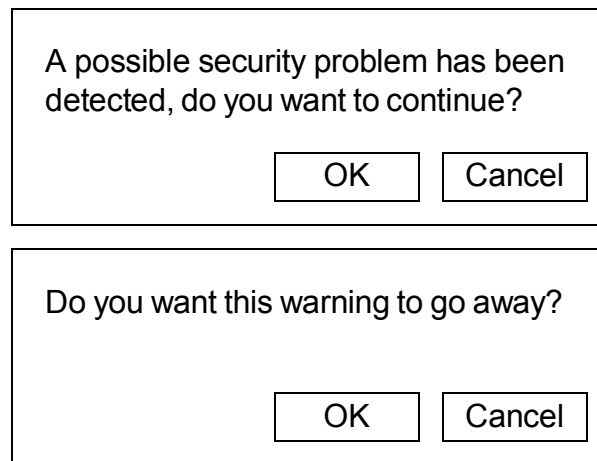 A possible security problem has been
detected, do you want to continue?
OK Cancel
Do you want this warning to go away?
OK Cancel